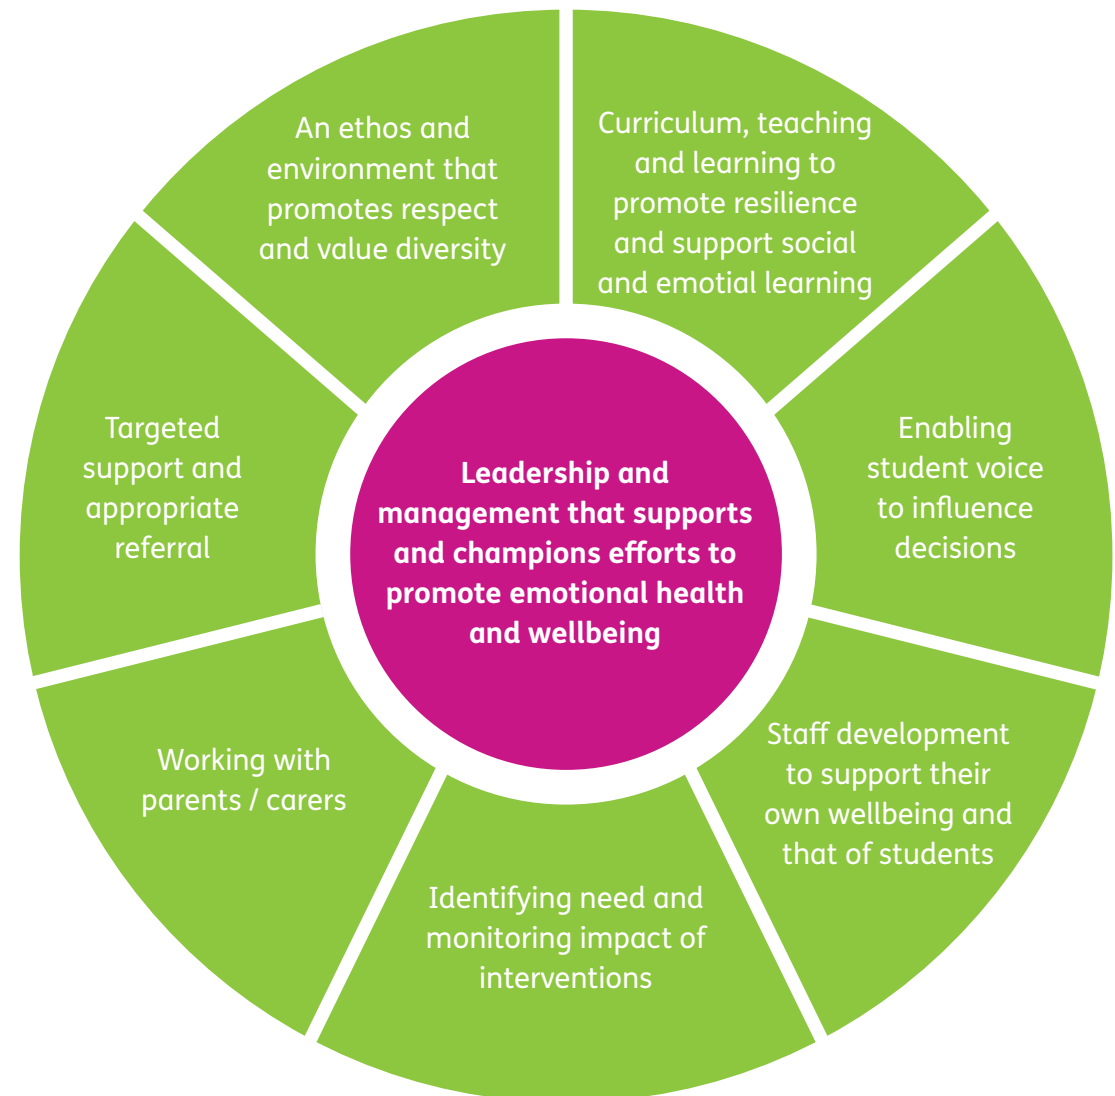 An ethos and
environment that
promotes respect
and value diversity
Curriculum, teaching
and learning to
promote resilience
and support social
and emotial learning
Enabling
student voice
to influence
decisions
Staff development
to support their
own wellbeing and
that of students
Identifying need and
monitoring impact of
interventions
Working with
parents / carers
Targeted
support and
appropriate
referral
Leadership and
management that supports
and champions efforts to
promote emotional health
and wellbeing